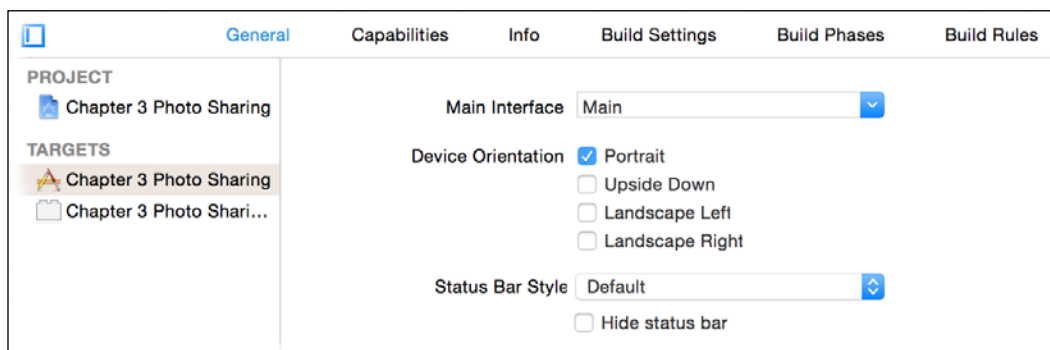 General Capabilities Info Build Settings Build Phases Build Rules
PROJECT
Chapter 3 Photo Sharing
TARGETS
Chapter 3 Photo Sharing
Chapter 3 Photo Shari...
Main Interface Main
Device Orientation Portrait
Upside Down
Landscape Left
Landscape Right
Status Bar Style Default
Hide status bar